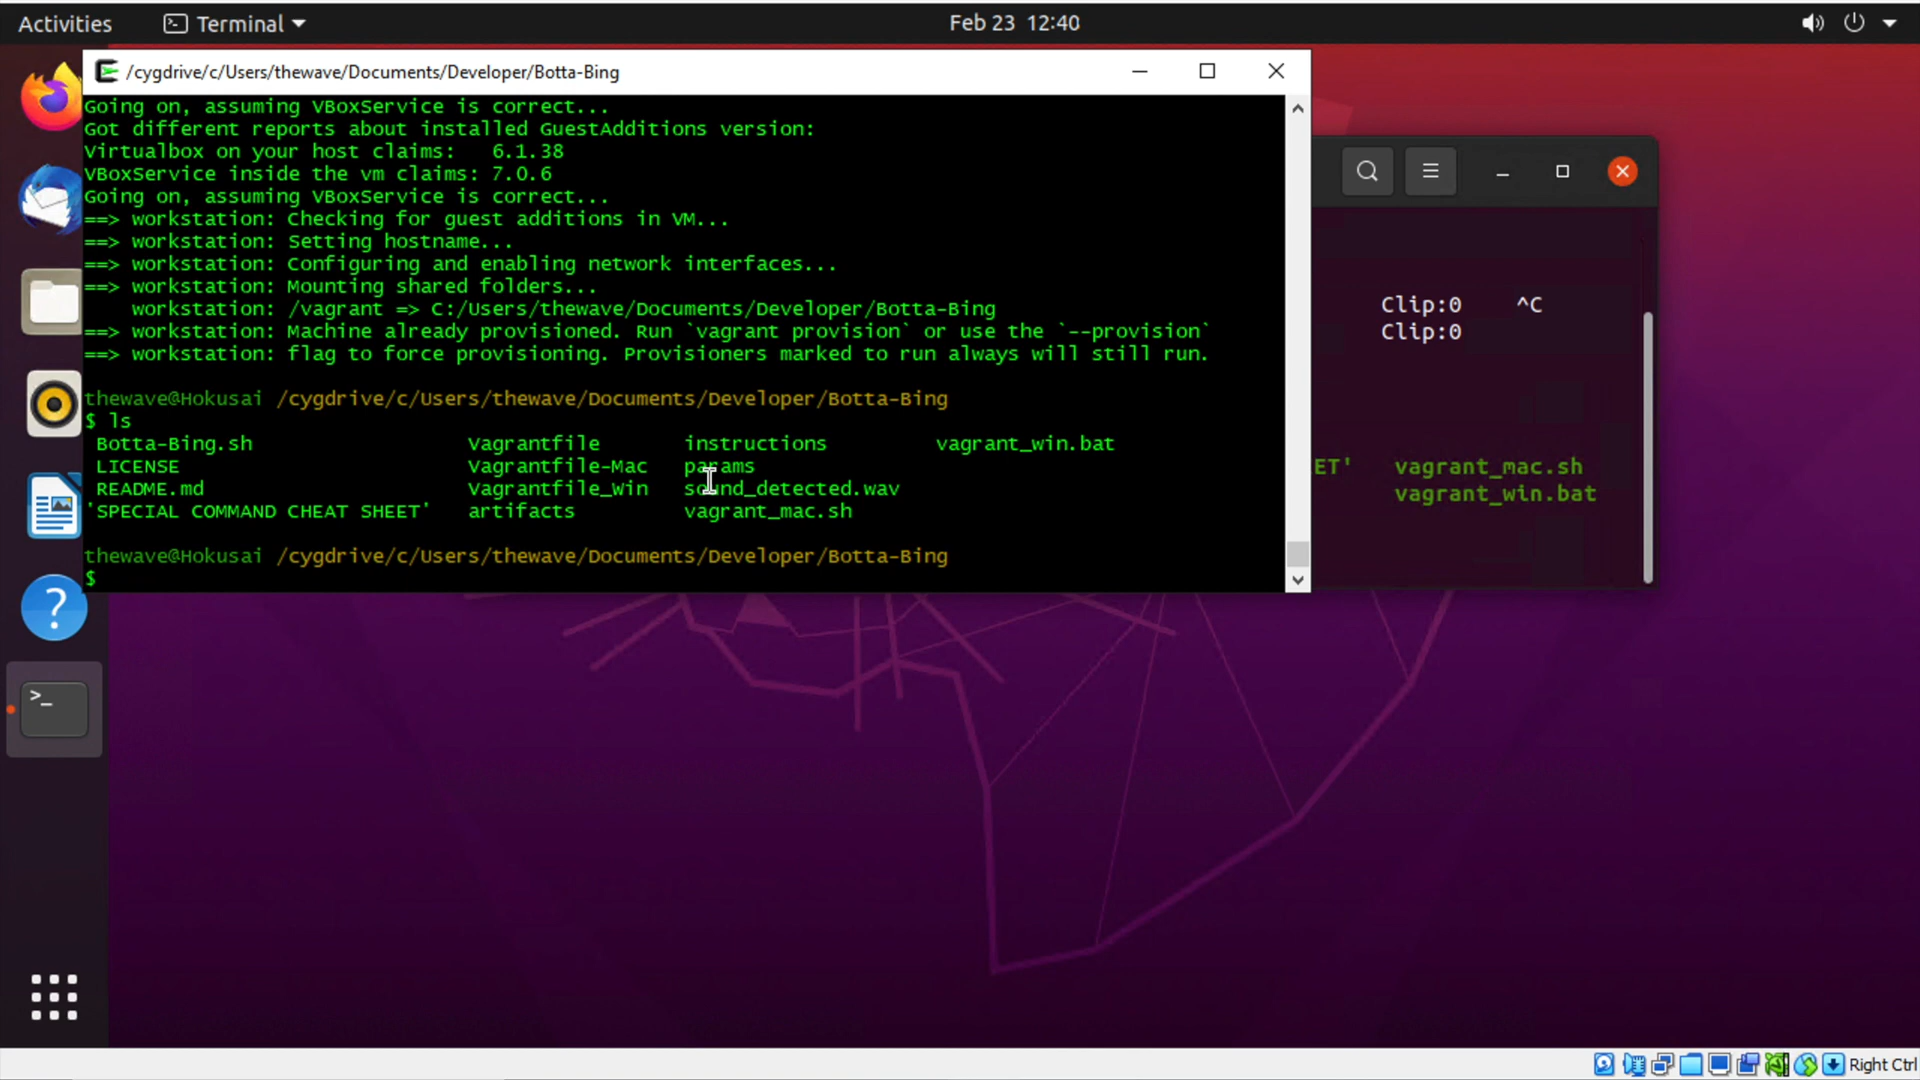 Activities
Terminal
Feb 23 12:40
/cygdrive/c/Users/thewave/Documents/Developer/Botta-Bing
Going on, assuming VBoxService is correct...
Got different reports about installed GuestAdditions version:
Virtualbox on your host claims: 6.1.38
VBoxService inside the vm claims: 7.0.6
Going on, assuming VBoxService is correct...
==> workstation: Checking for guest additions in VM...
==> workstation: Setting hostname...
==> workstation: Configuring and enabling network interfaces...
==> workstation: Mounting shared folders...
workstation: /vagrant => C:/Users/thewave/Documents/Developer/Botta-Bing
==> workstation: Machine already provisioned. Run `vagrant provision` or use the `--provision`
==> workstation: flag to force provisioning. Provisioners marked to run always will still run.
thewave@Hokusai /cygdrive/c/Users/thewave/Documents/Developer/Botta-Bing
$ ls
Botta-Bing.sh Vagrantfile instructions vagrant_win.bat
LICENSE Vagrantfile-Mac params
README.md Vagrantfile_Win sound_detected.wav
'SPECIAL COMMAND CHEAT SHEET' artifacts vagrant_mac.sh
thewave@Hokusai /cygdrive/c/Users/thewave/Documents/Developer/Botta-Bing
$
Clip:0 ^C
Clip:0
ET' vagrant_mac.sh
vagrant_win.bat
Right Ctrl